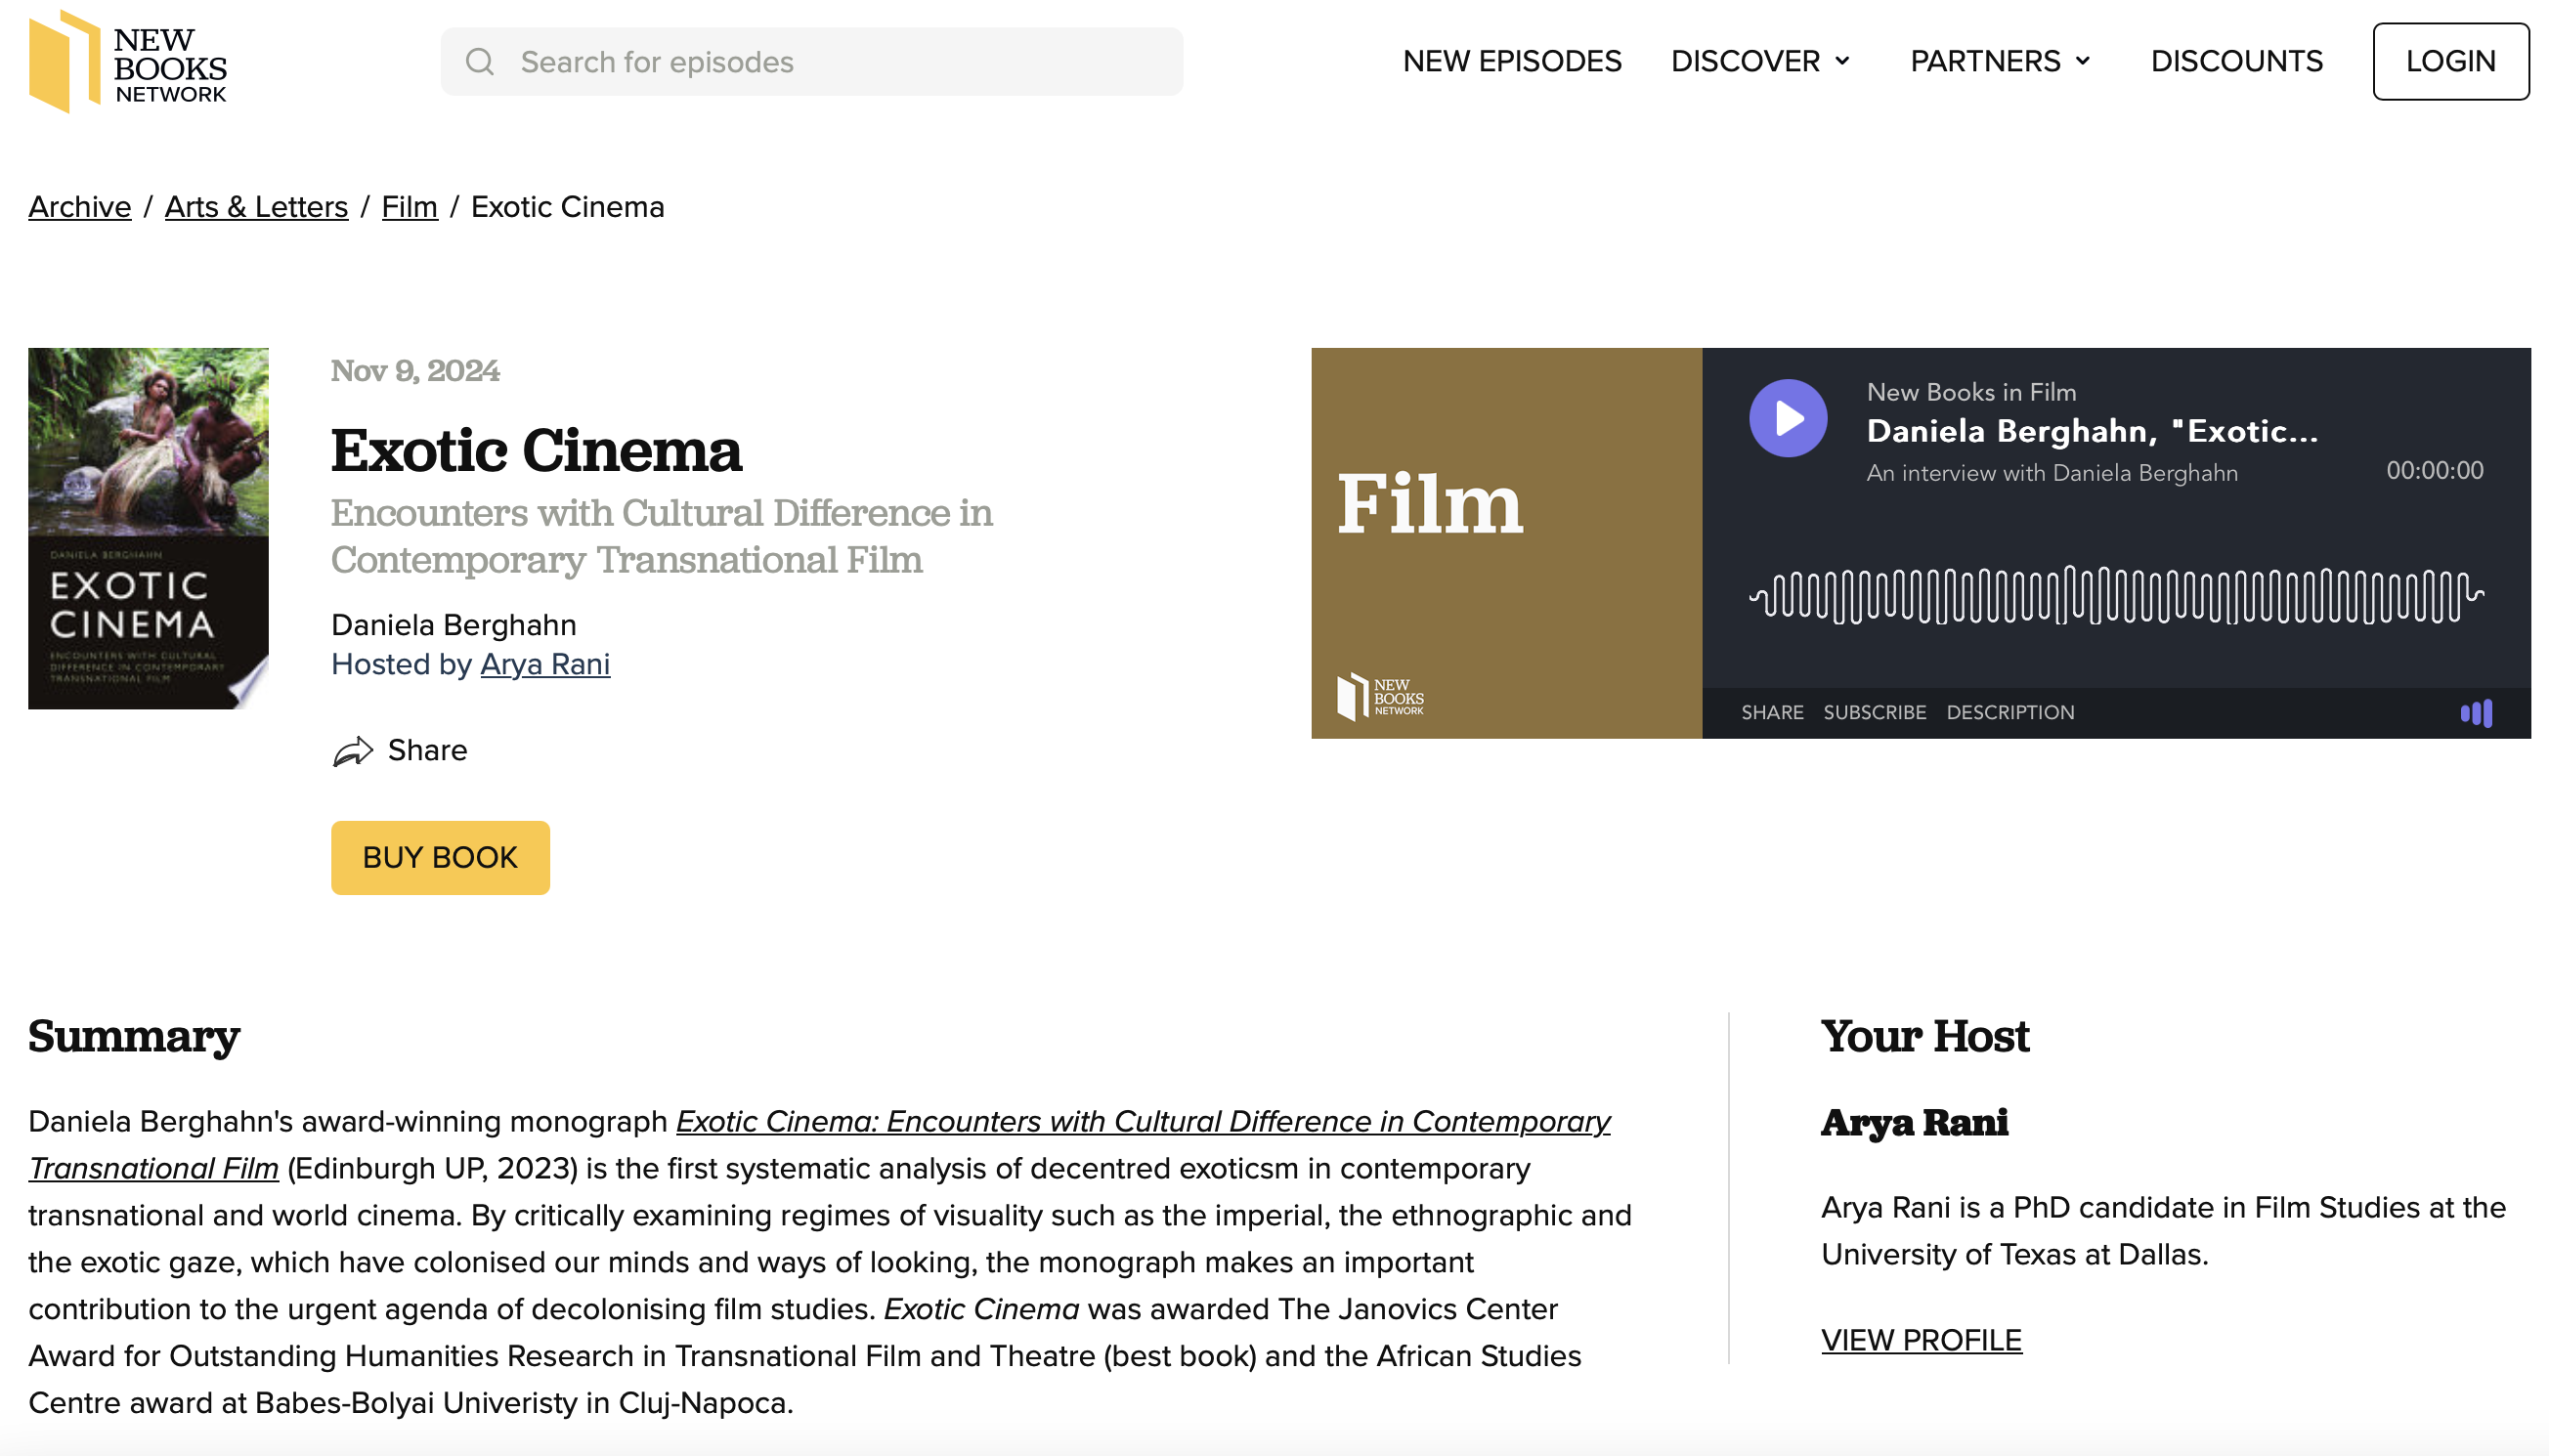 NEW
BOOKS
NETWORK
Search for episodes
NEW EPISODES
DISCOVER
PARTNERS
DISCOUNTS
LOGIN
Archive / Arts & Letters / Film / Exotic Cinema
DANIELA BERGHAHN
EXOTIC
CINEMA
ENCOUNTERS WITH CULTURAL
DIFFERENCE IN CONTEMPORARY
TRANSNATIONAL FILM
Nov 9, 2024
Exotic Cinema
Encounters with Cultural Difference in
Contemporary Transnational Film
Daniela Berghahn
Hosted by Arya Rani
Share
BUY BOOK
Film
NEW
BOOKS
NETWORK
New Books in Film
Daniela Berghahn, "Exotic...
An interview with Daniela Berghahn
00:00:00
SHARE SUBSCRIBE DESCRIPTION
Summary
Daniela Berghahn's award-winning monograph Exotic Cinema: Encounters with Cultural Difference in Contemporary
Transnational Film (Edinburgh UP, 2023) is the first systematic analysis of decentred exoticsm in contemporary
transnational and world cinema. By critically examining regimes of visuality such as the imperial, the ethnographic and
the exotic gaze, which have colonised our minds and ways of looking, the monograph makes an important
contribution to the urgent agenda of decolonising film studies. Exotic Cinema was awarded The Janovics Center
Award for Outstanding Humanities Research in Transnational Film and Theatre (best book) and the African Studies
Centre award at Babes-Bolyai Univeristy in Cluj-Napoca.
Your Host
Arya Rani
Arya Rani is a PhD candidate in Film Studies at the
University of Texas at Dallas.
VIEW PROFILE